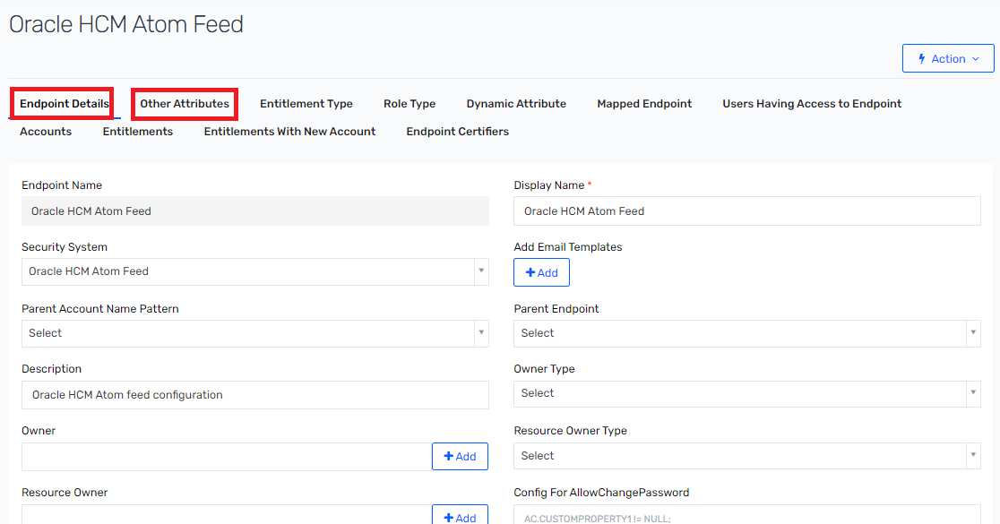 Oracle HCM Atom Feed
Action
Endpoint Details Other Attributes Entitlement Type Role Type Dynamic Attribute Mapped Endpoint Users Having Access to Endpoint
Accounts Entitlements Entitlements With New Account Endpoint Certifiers
Endpoint Name Display Name *
Oracle HCM Atom Feed Oracle HCM Atom Feed
Security System Add Email Templates
Oracle HCM Atom Feed Add
Parent Account Name Pattern Parent Endpoint
Select Select
Description Owner Type
Oracle HCM Atom feed configuration Select
Owner Resource Owner Type
Add Select
Resource Owner Config For AllowChangePassword
Add AC.CUSTOMPROPERTY1 != NULL;